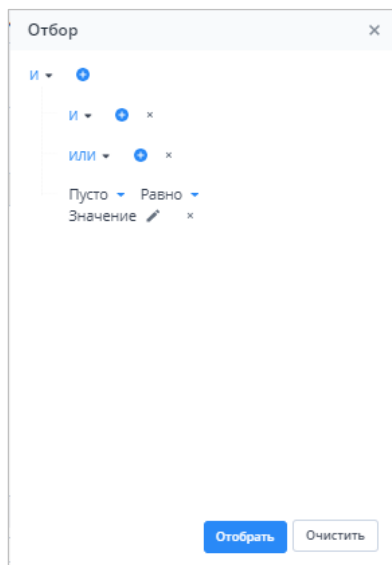 Отбор
И
И
ИЛИ
Пусто Равно
Значение
Отобрать Очистить